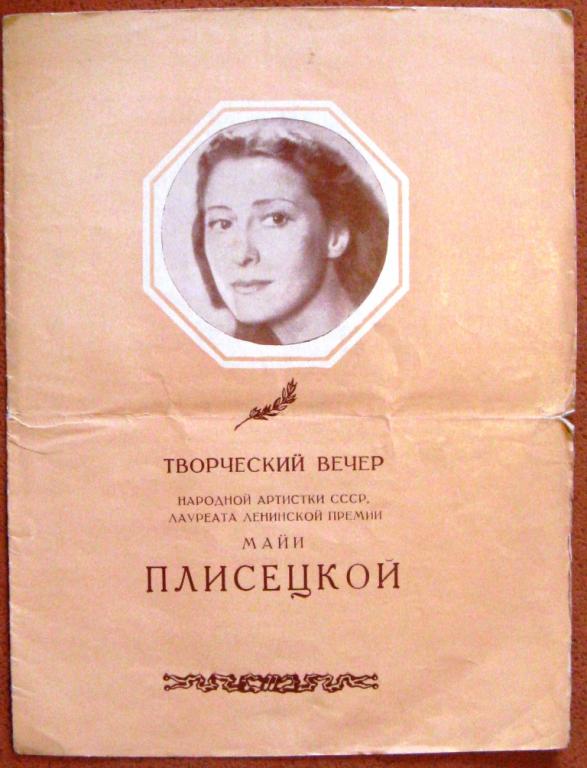 ТВОРЧЕСКИЙ ВЕЧЕР
НАРОДНОЙ АРТИСТКИ СССР,
ЛАУРЕАТА ЛЕНИНСКОЙ ПРЕМИИ
МАЙИ
ПЛИСЕЦКОЙ